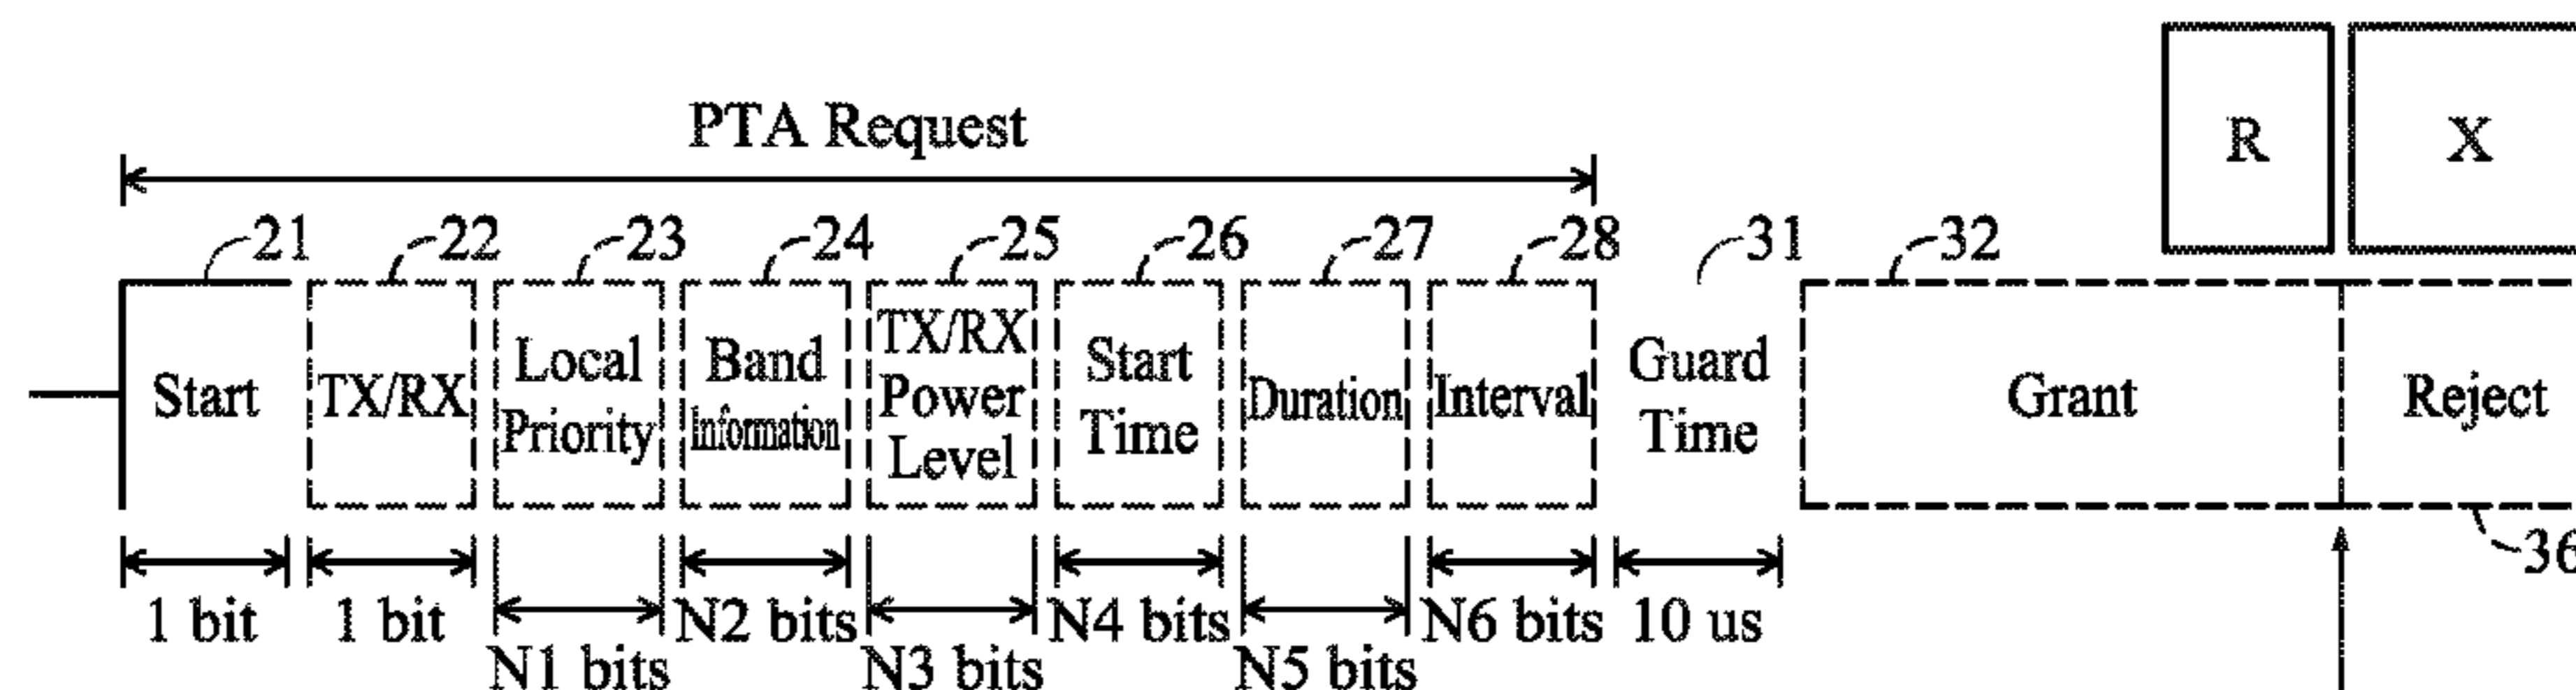 R X
PTA Request
21 22 23 24 25 26 27 28 31 32
Start
TX/RX
Local
Priority
Band
Information
TX/RX
Power
Level
Start
Time
Duration
Interval
Guard
Time
Grant
Reject
36
1 bit 1 bit N1 bits N2 bits N3 bits N4 bits N5 bits N6 bits 10 us